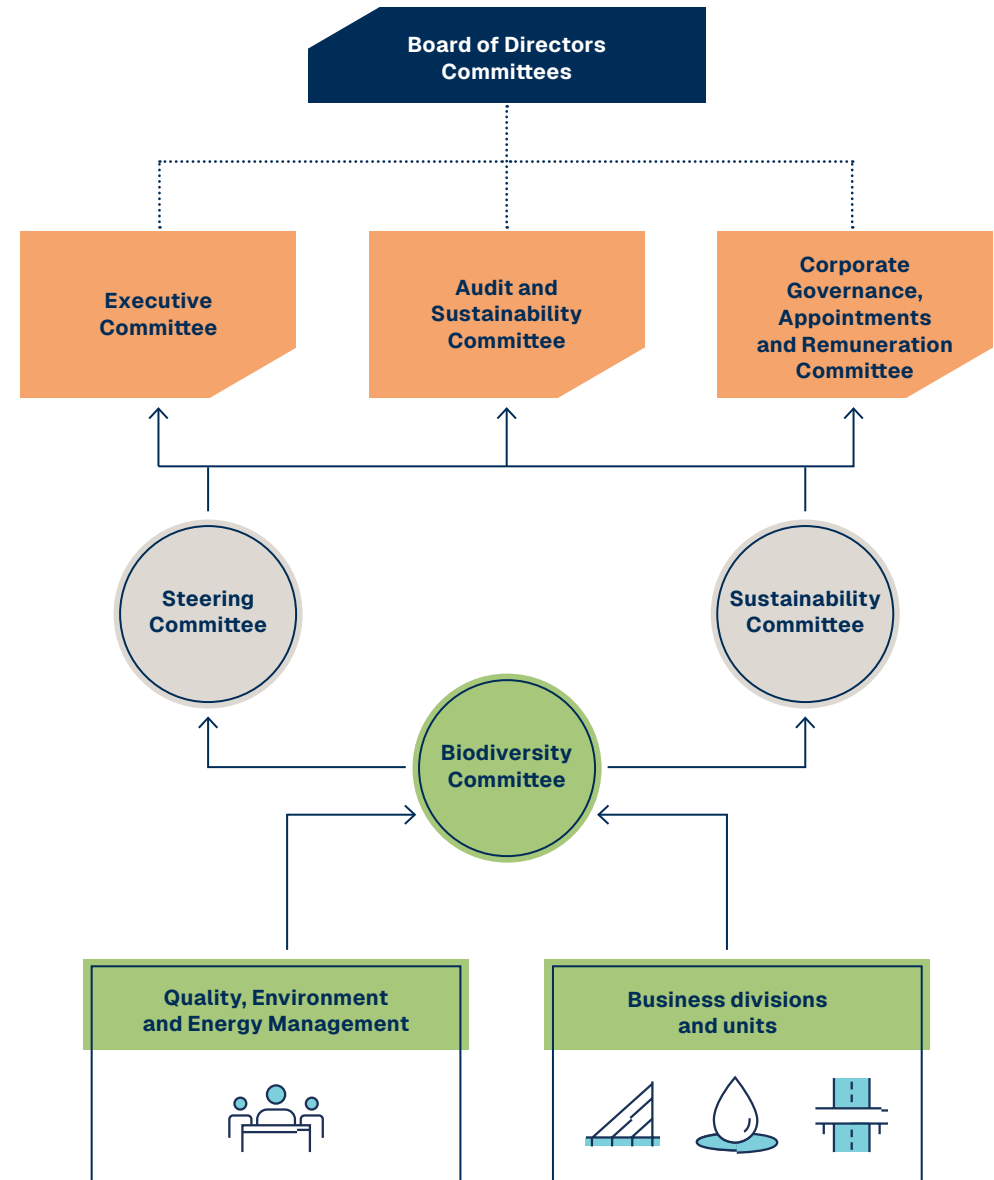 Board of Directors
Committees
Executive
Committee
Audit and
Sustainability
Committee
Corporate
Governance,
Appointments
and Remuneration
Committee
Steering
Committee
Sustainability
Committee
Biodiversity
Committee
Quality, Environment
and Energy Management
Business divisions
and units